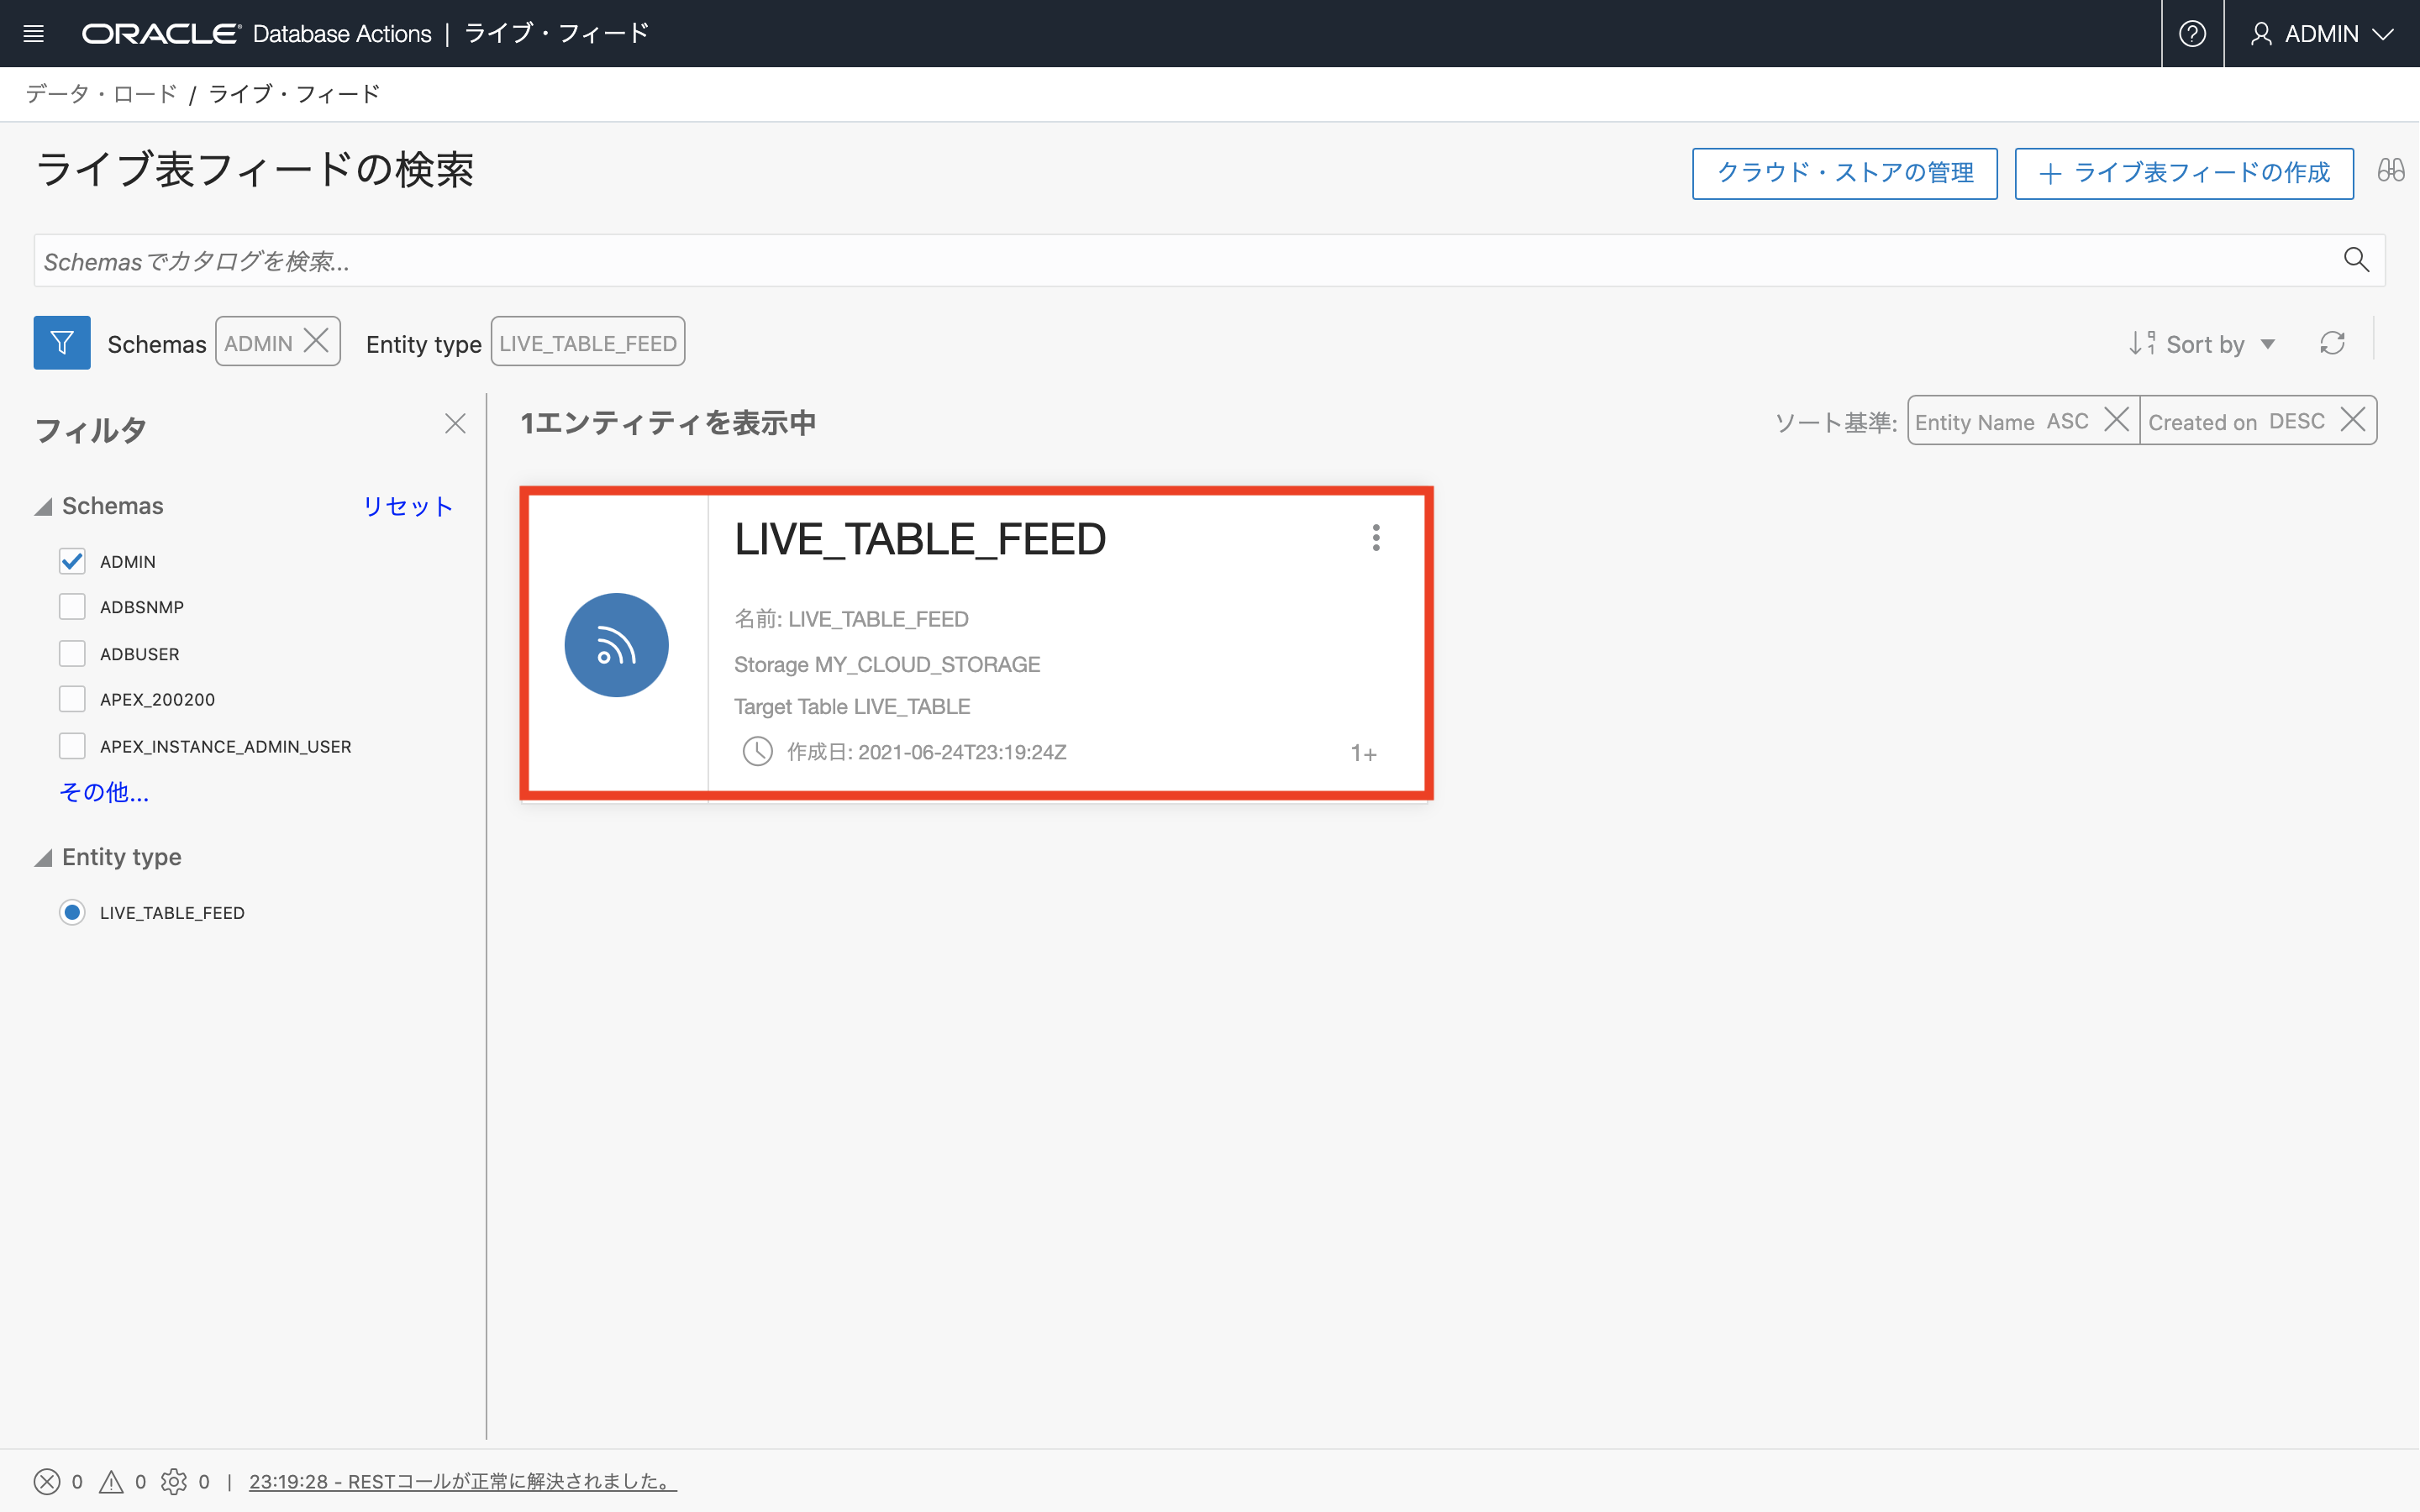 ORACLE® Database Actions | ライブ・フィード
ADMIN
データ・ロード / ライブ・フィード
ライブ表フィードの検索
クラウド・ストアの管理
ライブ表フィードの作成
Schemasでカタログを検索...
Schemas ADMIN Entity type LIVE_TABLE_FEED
Sort by
フィルタ
1エンティティを表示中
ソート基準: Entity Name ASC Created on DESC
Schemas リセット
ADMIN
ADBSNMP
ADBUSER
APEX_200200
APEX_INSTANCE_ADMIN_USER
その他...
Entity type
LIVE_TABLE_FEED
LIVE_TABLE_FEED
名前: LIVE_TABLE_FEED
Storage MY_CLOUD_STORAGE
Target Table LIVE_TABLE
作成日: 2021-06-24T23:19:24Z 1+
0 0 0 | 23:19:28 - RESTコールが正常に解決されました。